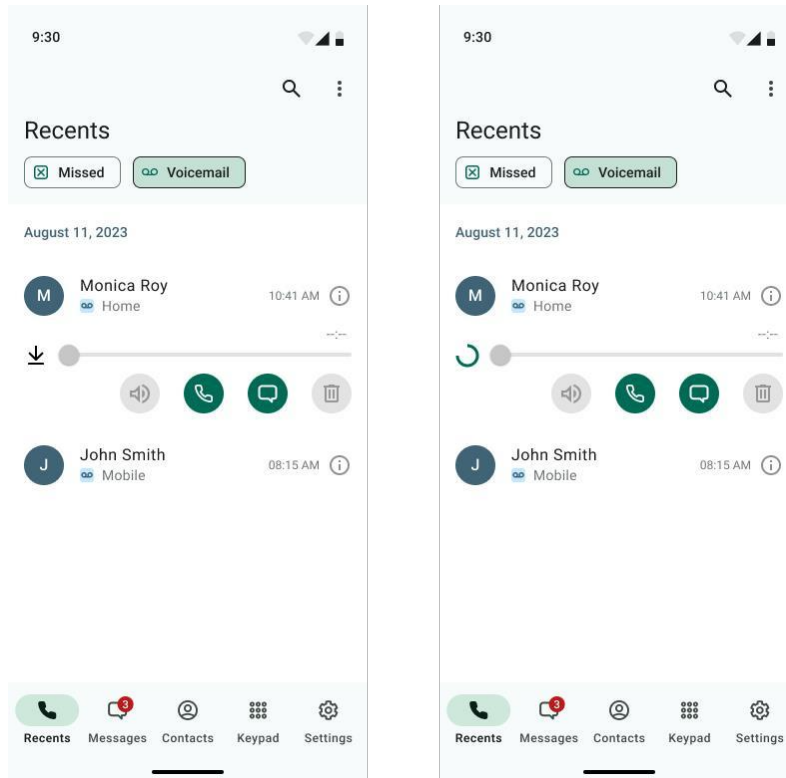 9:30
Recents
Missed Voicemail
August 11, 2023
M Monica Roy 10:41 AM
Home
--:--
J John Smith 08:15 AM
Mobile
3
Recents Messages Contacts Keypad Settings
9:30
Recents
Missed Voicemail
August 11, 2023
M Monica Roy 10:41 AM
Home
--:--
J John Smith 08:15 AM
Mobile
3
Recents Messages Contacts Keypad Settings